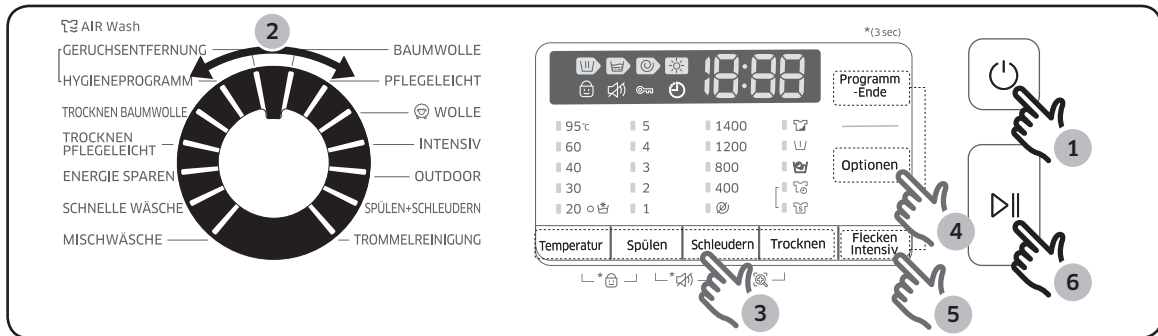 AIR Wash
GERUCHSENTFERNUNG
HYGIENEPROGRAMM
TROCKNEN BAUMWOLLE
TROCKNEN
PFLEGELEICHT
ENERGIE SPAREN
SCHNELLE WÄSCHE
MISCHWÄSCHE
2
BAUMWOLLE
PFLEGELEICHT
WOLLE
INTENSIV
OUTDOOR
SPÜLEN+SCHLEUDERN
TROMMELREINIGUNG
*(3 sec)
18:88
Programm
-Ende
95℃ 5 1400
60 4 1200
40 3 800
30 2 400
20 1
Optionen
Temperatur Spülen Schleudern Trocknen Flecken
Intensiv
* *
3
4
5
1
6